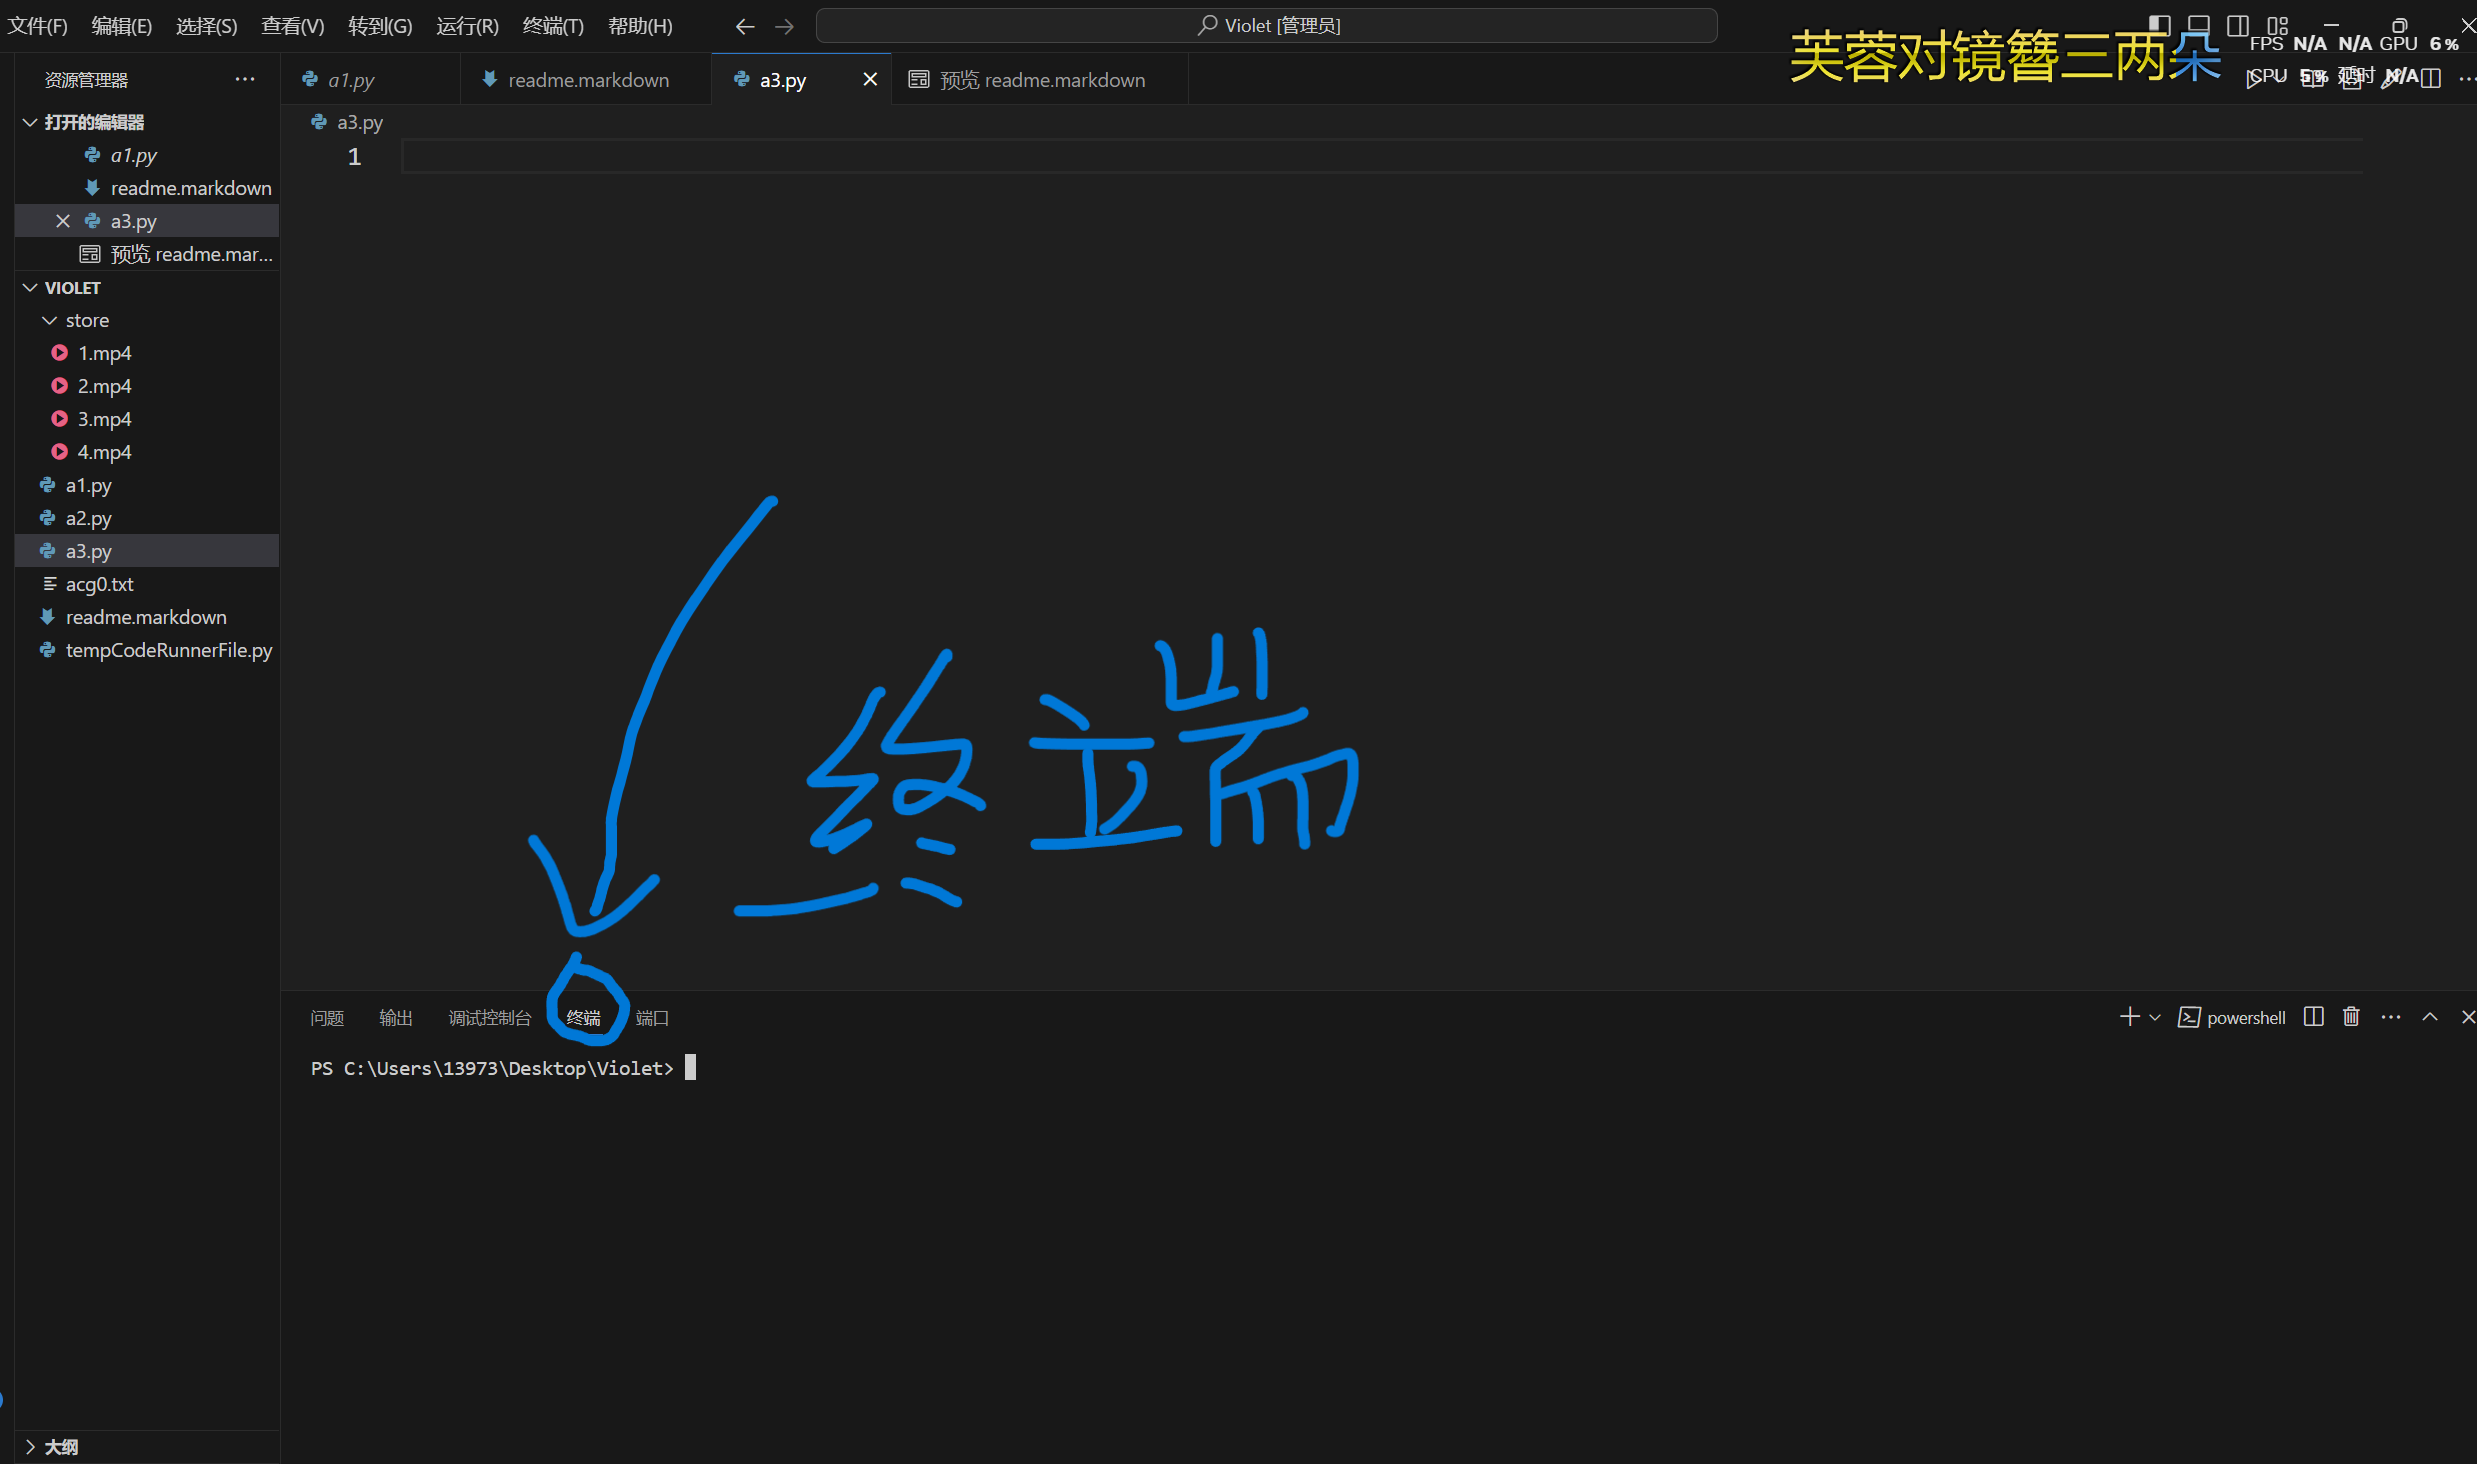 文件(F) 编辑(E) 选择(S) 查看(V) 转到(G) 运行(R) 终端(T) 帮助(H) Violet [管理员]
芙蓉对镜簪三两朵
FPS N/A N/A GPU 6%
CPU 5% 延时 N/A
资源管理器
a1.py readme.markdown a3.py 预览 readme.markdown
打开的编辑器
a1.py
readme.markdown
a3.py
预览 readme.mar...
a3.py
1
VIOLET
store
1.mp4
2.mp4
3.mp4
4.mp4
a1.py
a2.py
a3.py
acg0.txt
readme.markdown
tempCodeRunnerFile.py
终端
问题 输出 调试控制台 终端 端口 powershell
PS C:\Users\13973\Desktop\Violet>
大纲